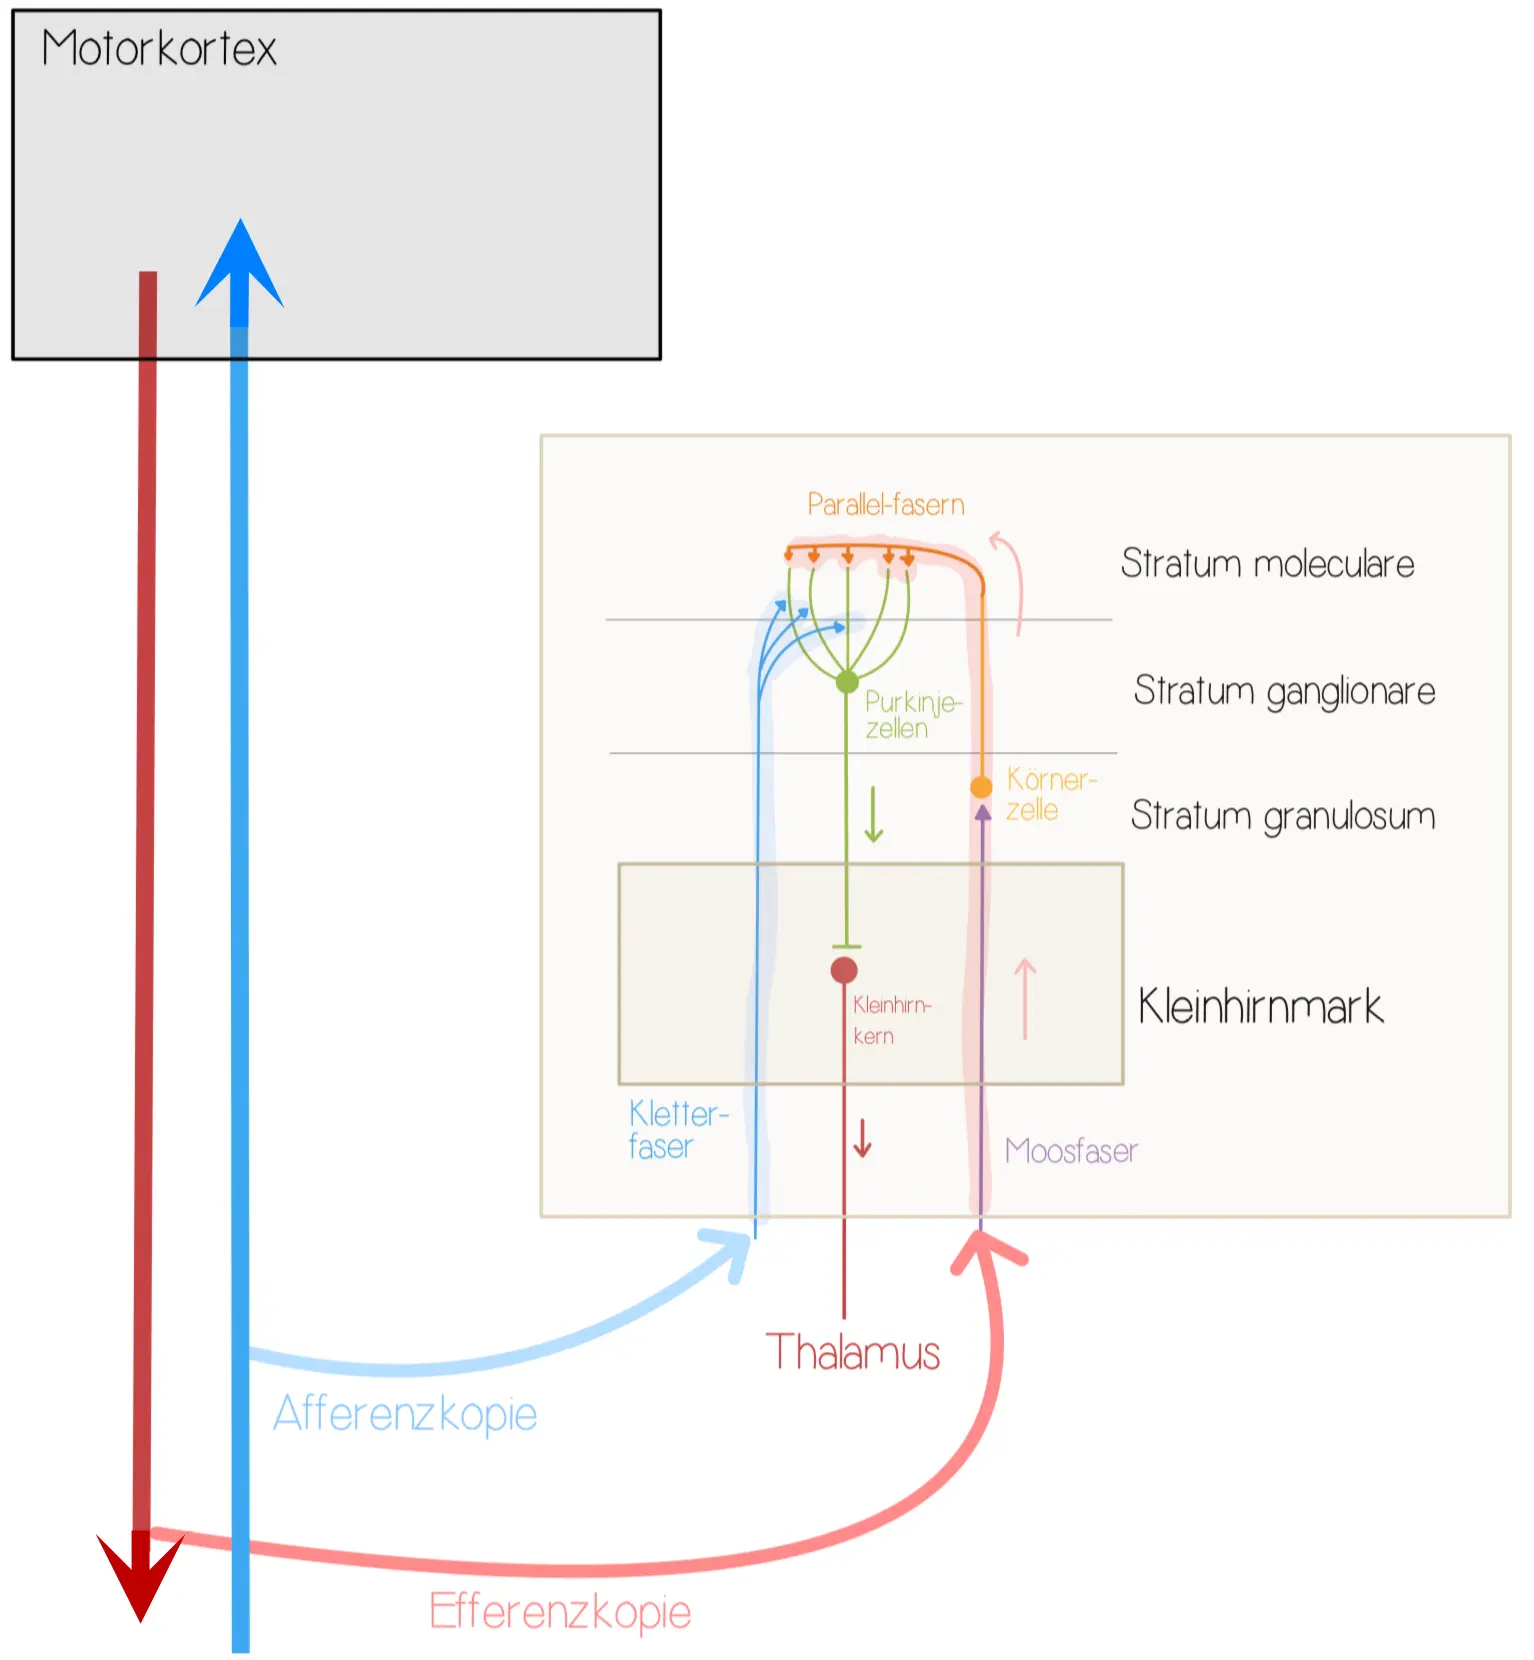 Motorkortex
Parallel-fasern
Stratum moleculare
Stratum ganglionare
Purkinje-
zellen
Körner-
zelle
Stratum granulosum
Kleinhirn-
kern
Kleinhirnmark
Kletter-
faser
Moosfaser
Thalamus
Afferenzkopie
Efferenzkopie